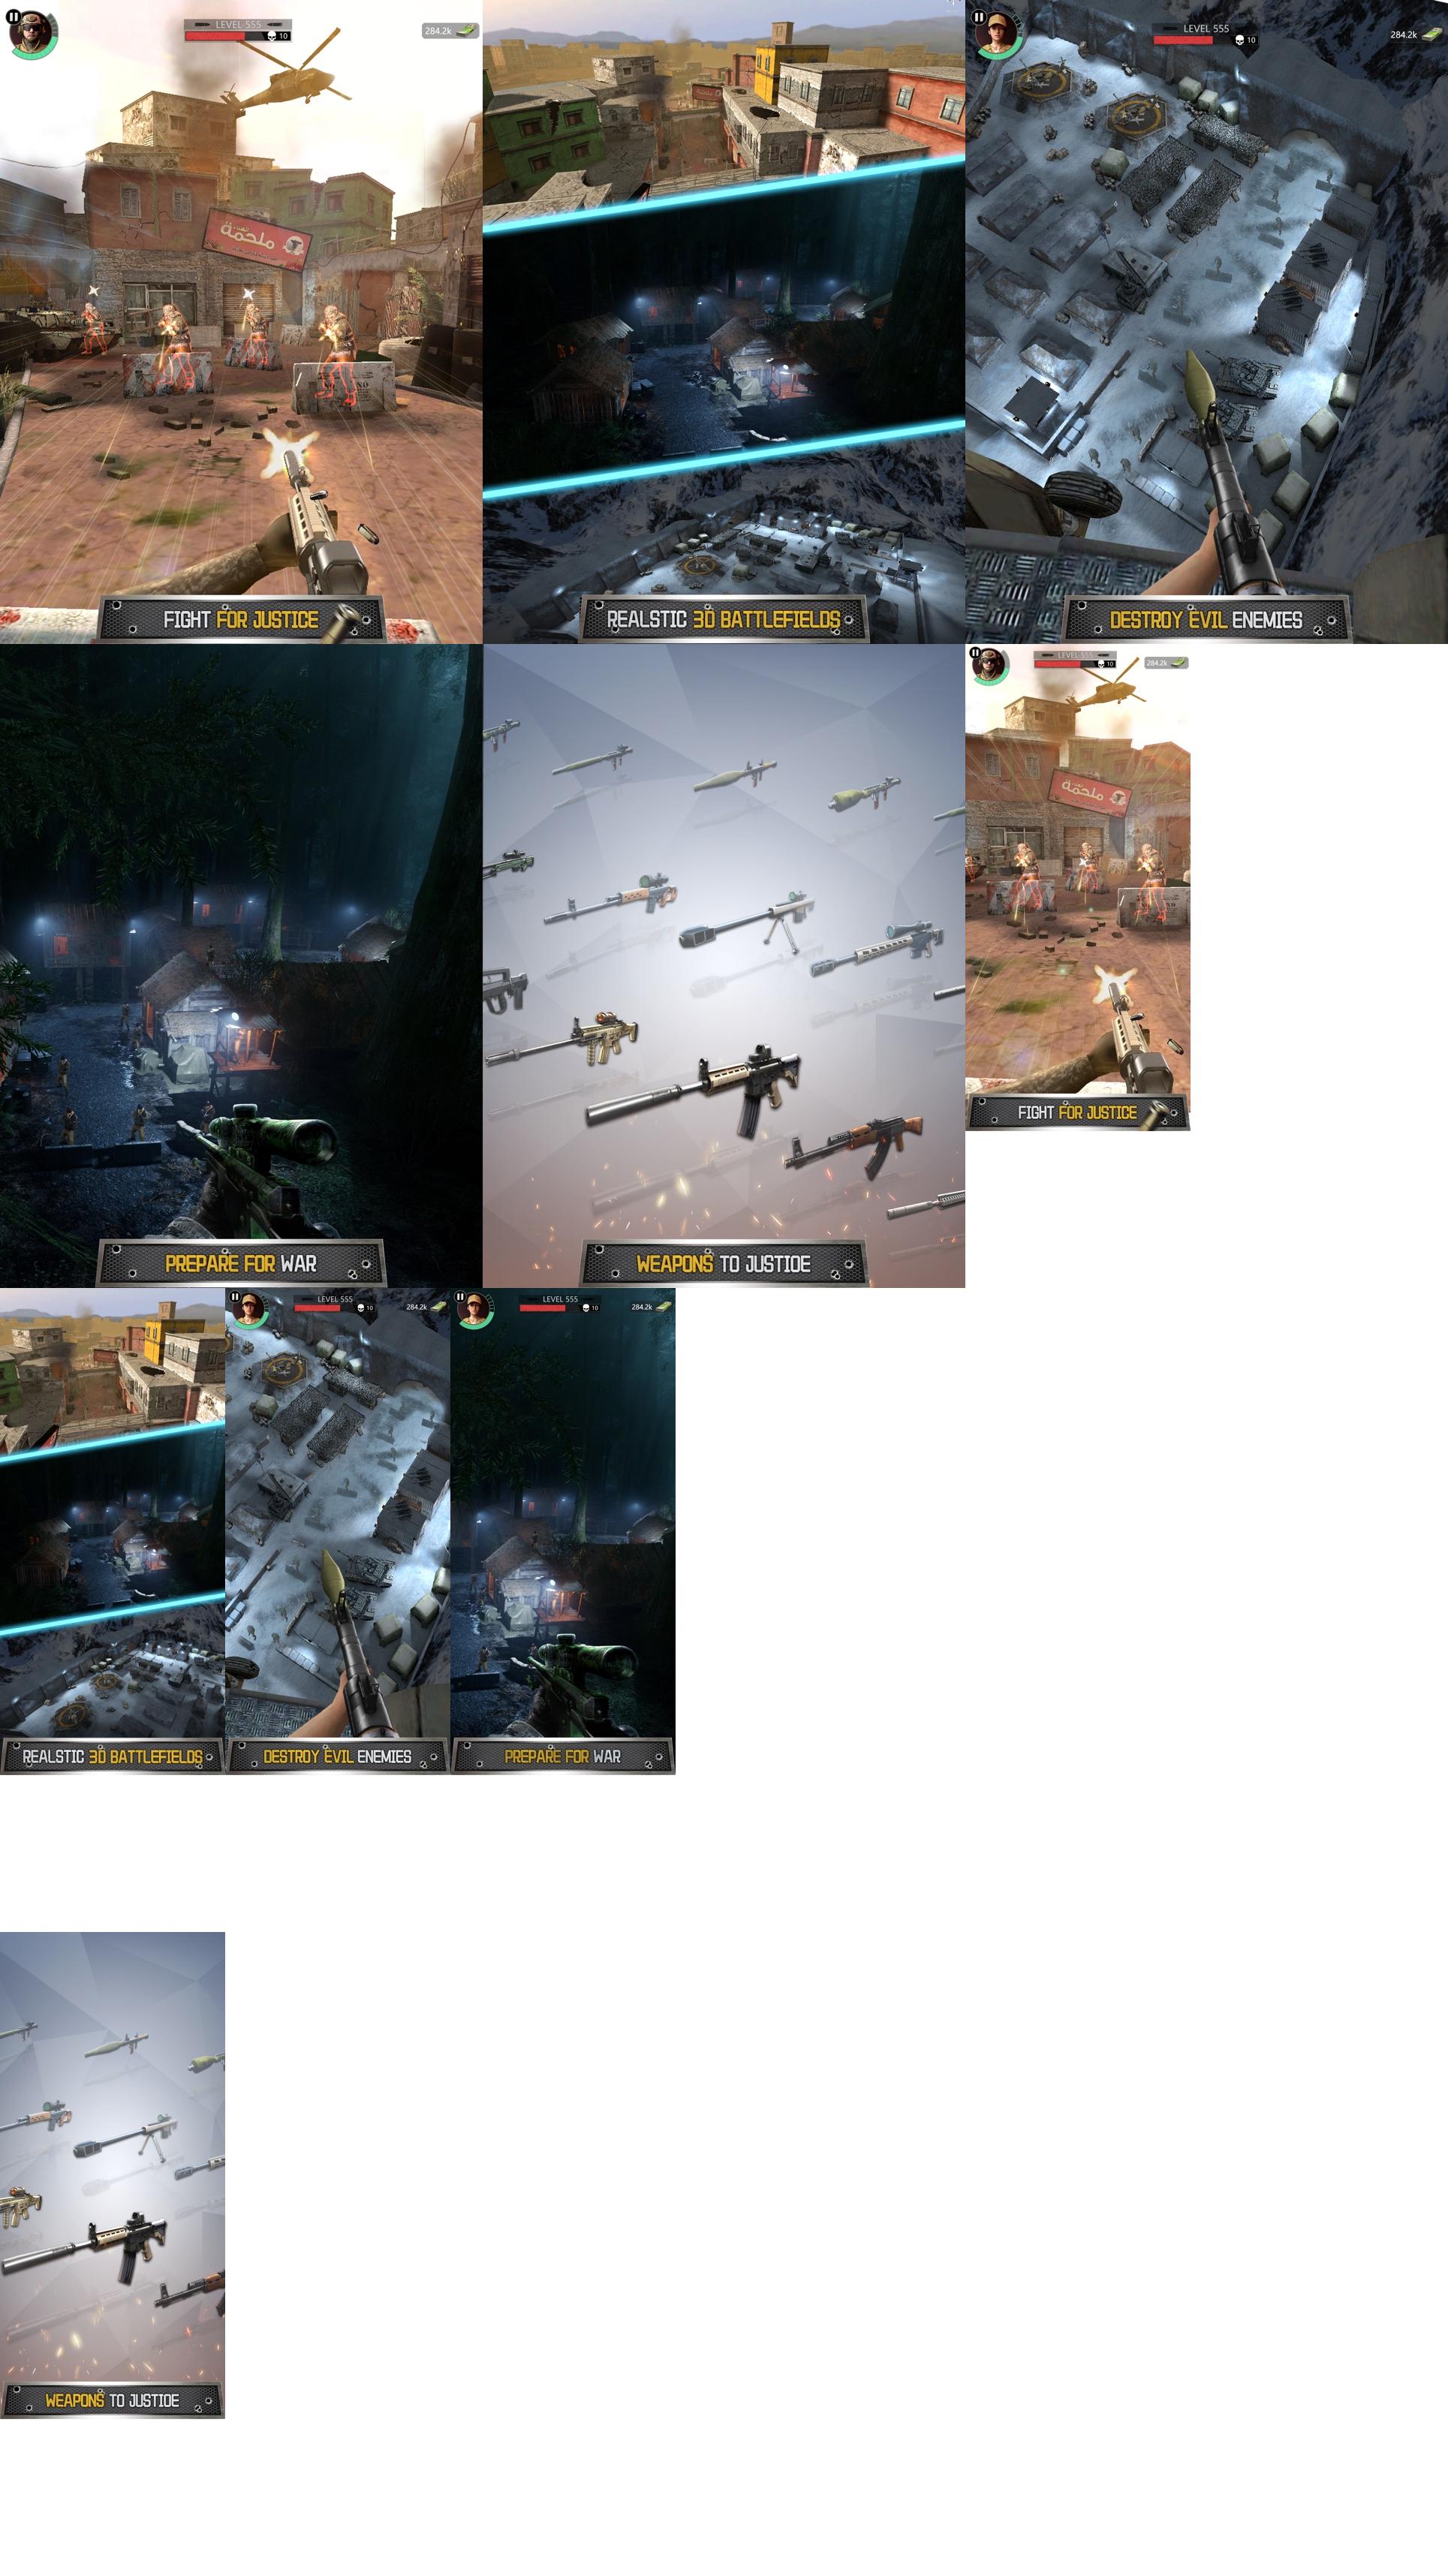 LEVEL 555
10
284.2k
ملحمة
FIGHT FOR JUSTICE
REALSTIC 3D BATTLEFIELDS
LEVEL 555
10
284.2k
DESTROY EVIL ENEMIES
PREPARE FOR WAR
WEAPONS TO JUSTIOE
LEVEL 555
10
284.2k
ملحمة
FIGHT FOR JUSTICE
REALSTIC 3D BATTLEFIELDS
LEVEL 555
10
284.2k
DESTROY EVIL ENEMIES
LEVEL 555
10
284.2k
PREPARE FOR WAR
WEAPONS TO JUSTIOE